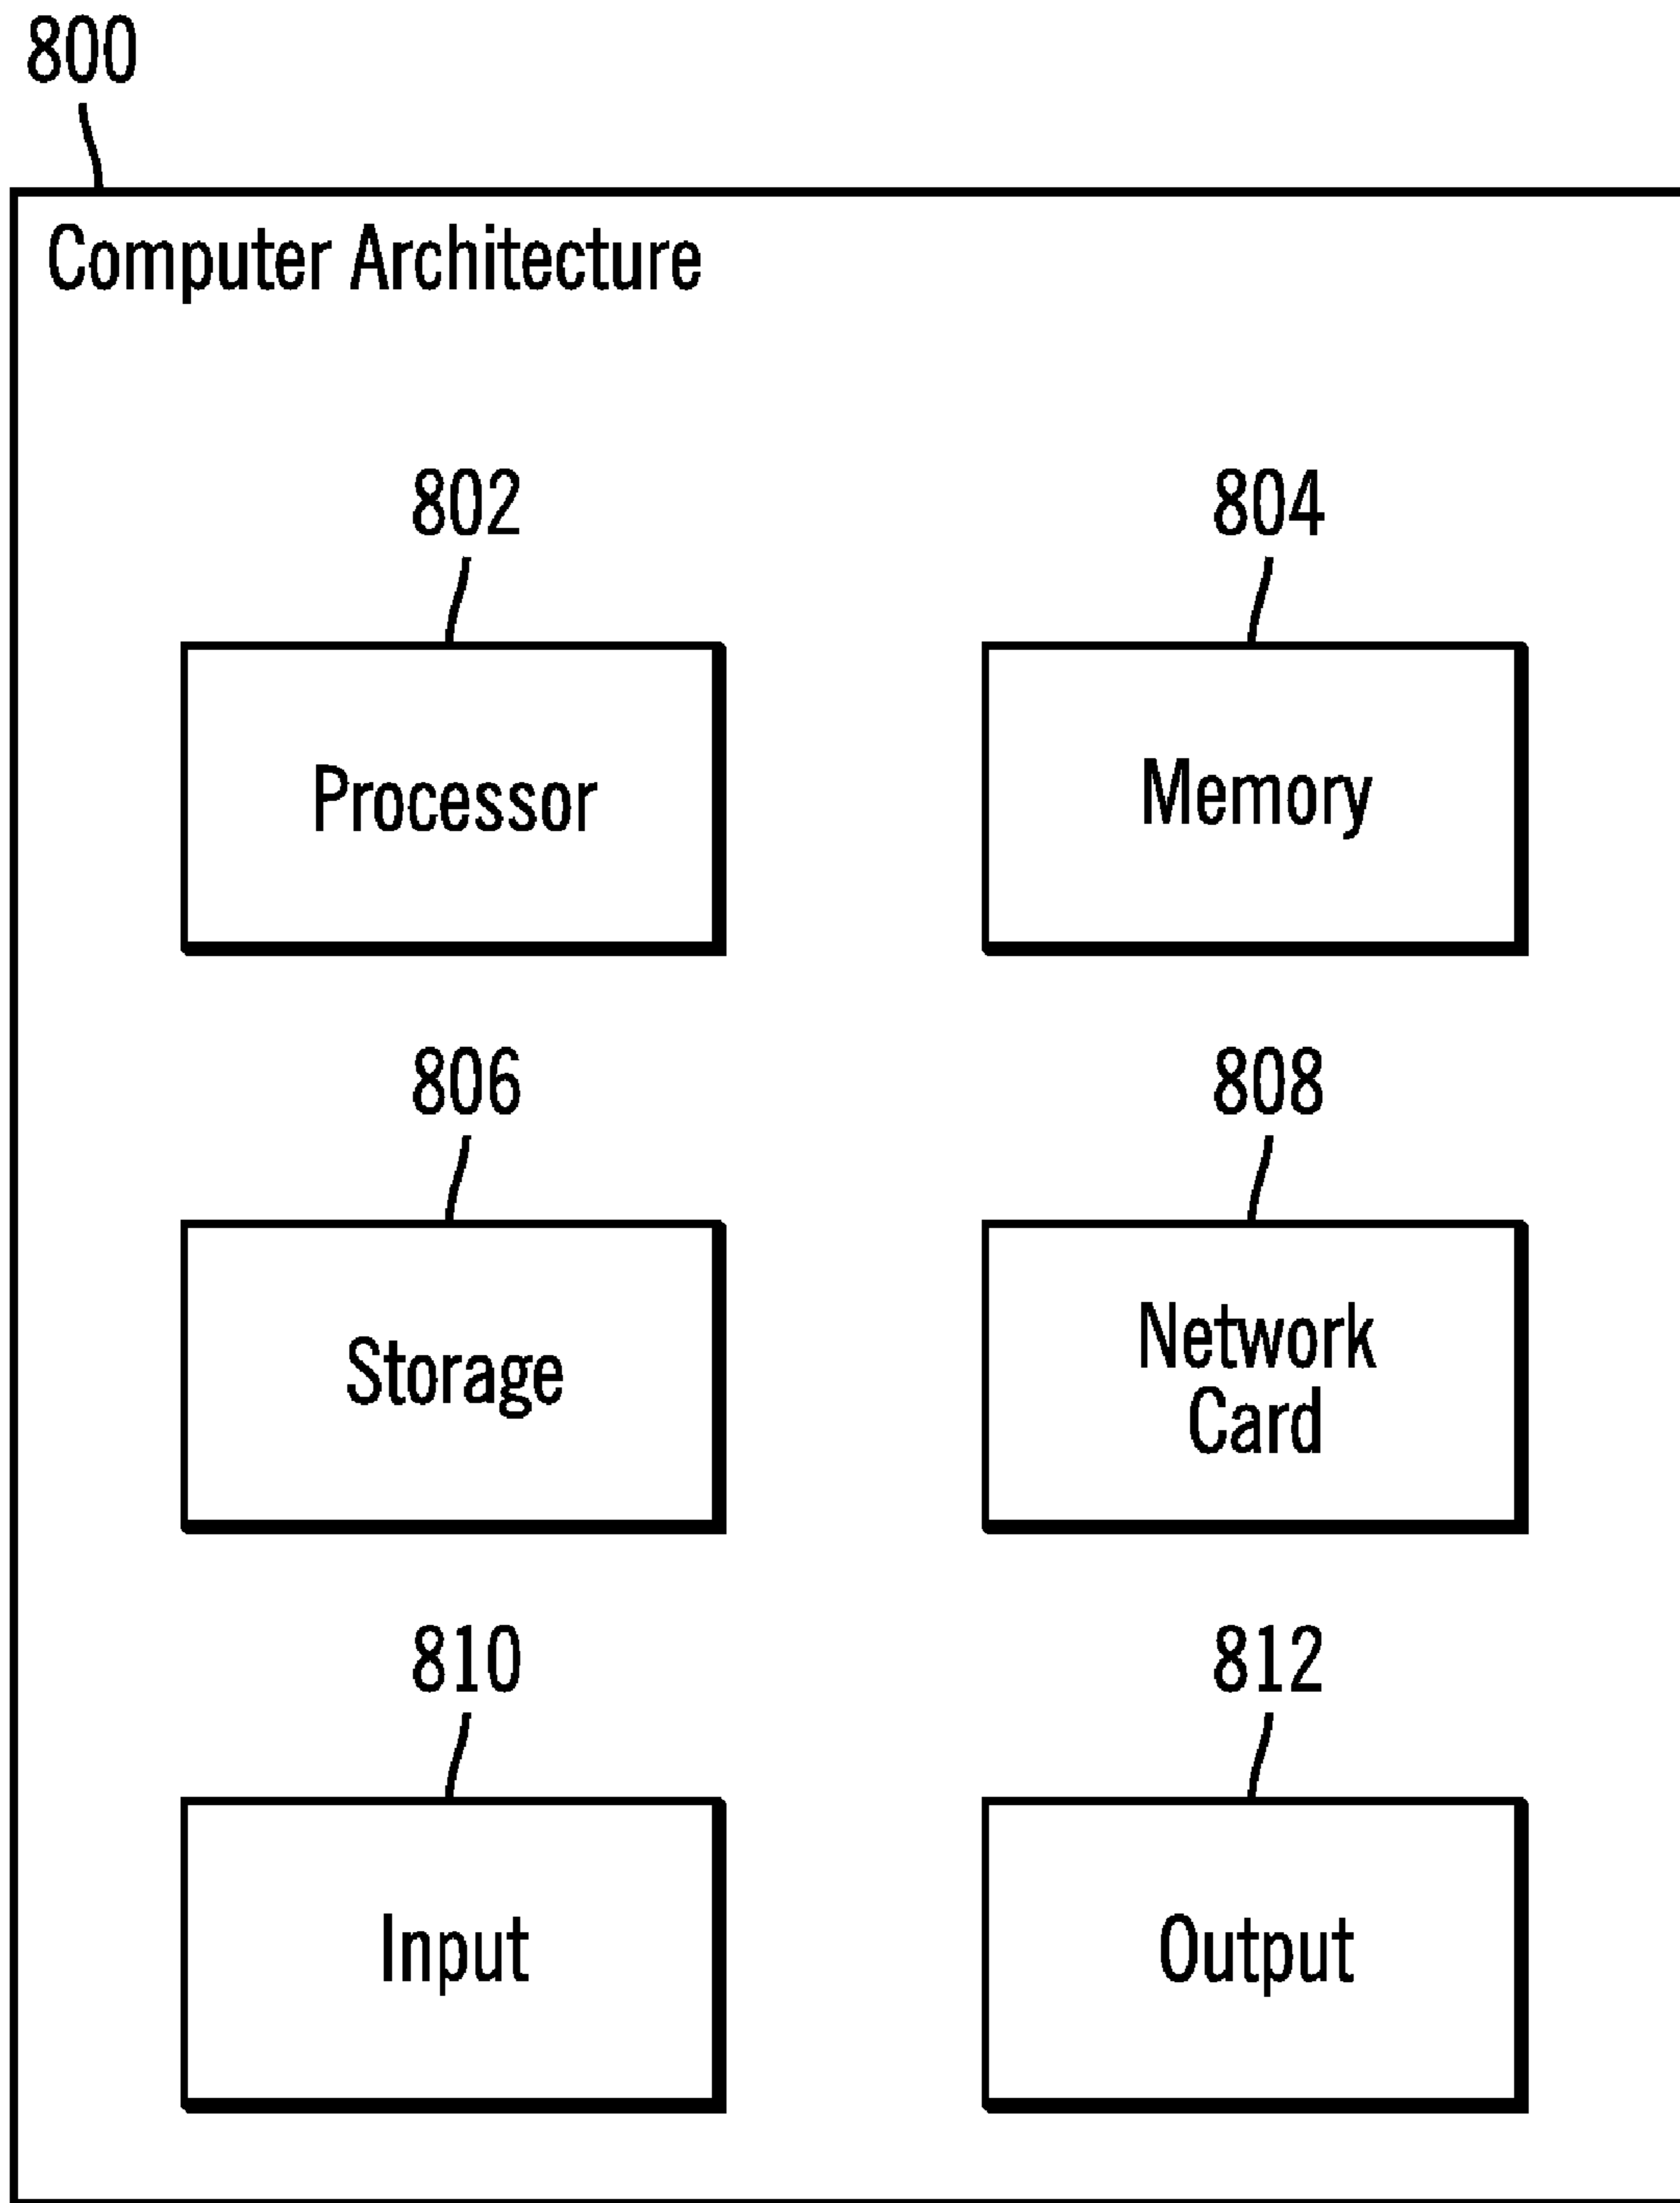 800
Computer Architecture
802
804
Processor
Memory
806
808
Storage
Network
Card
810
812
Input
Output